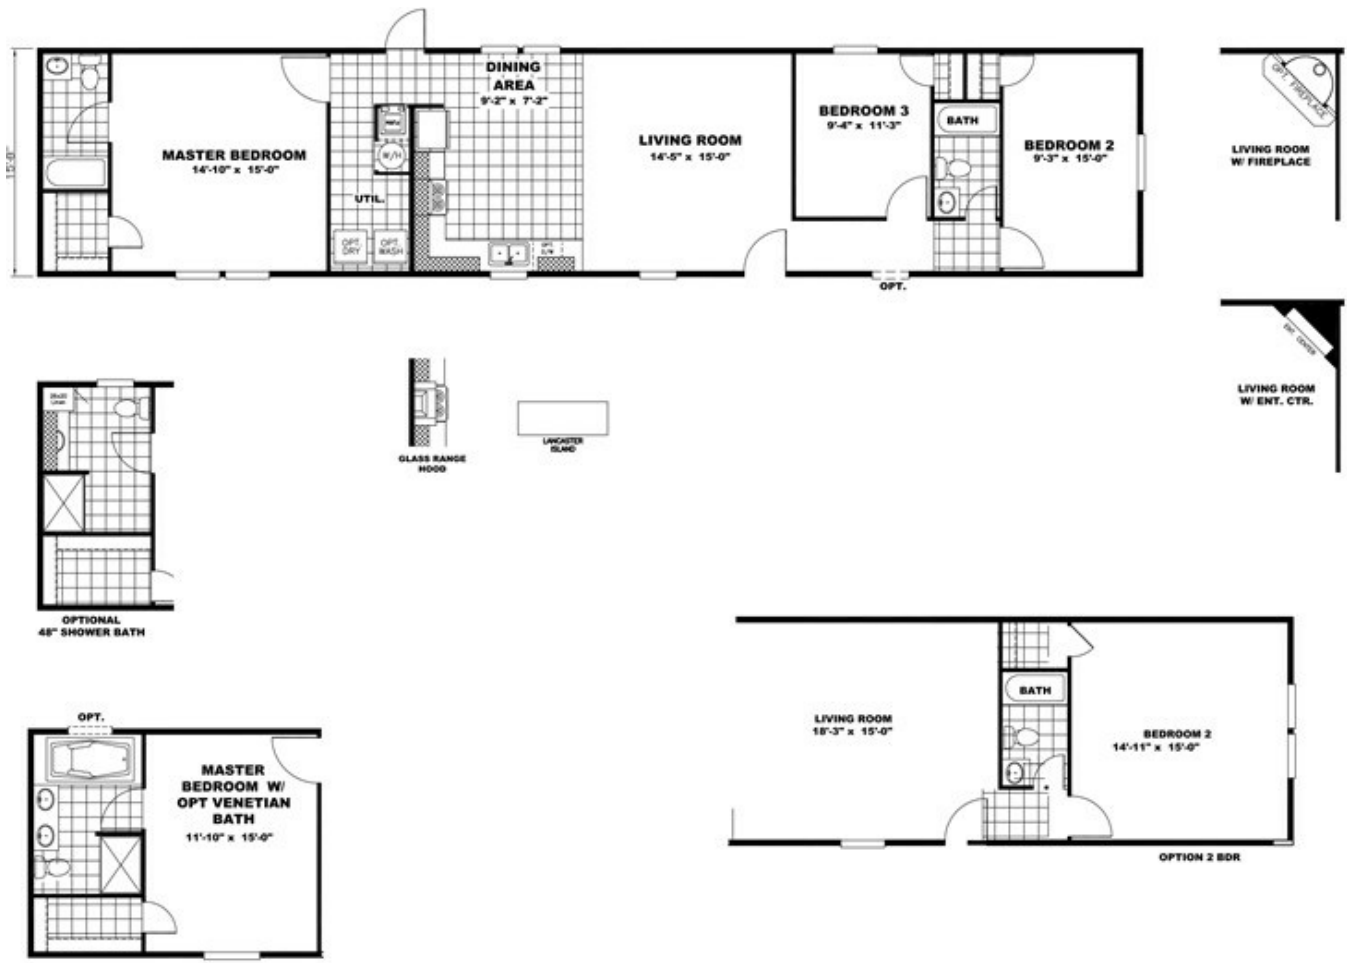 DINING
AREA
9'-2" x 7'-2"
MASTER BEDROOM
14'-10" x 15'-0"
15'-0"
W/H
UTIL.
OPT.
DRY
OPT.
WASH
LIVING ROOM
14'-5" x 15'-0"
BEDROOM 3
9'-4" x 11'-3"
BATH
BEDROOM 2
9'-3" x 15'-0"
OPT.
OPT. FIREPLACE
LIVING ROOM
W/ FIREPLACE
ENT. CENTER
LIVING ROOM
W/ ENT. CTR.
OPTIONAL
48" SHOWER BATH
GLASS RANGE
HOOD
LANCASTER
ISLAND
OPT.
MASTER
BEDROOM W/
OPT VENETIAN
BATH
11'-10" x 15'-0"
LIVING ROOM
18'-3" x 15'-0"
BATH
BEDROOM 2
14'-11" x 15'-0"
OPTION 2 BDR